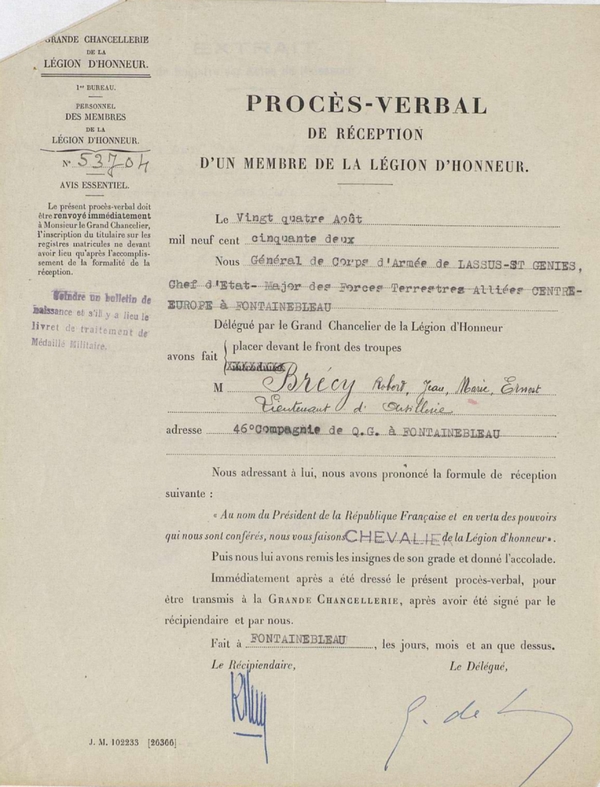 GRANDE CHANCELLERIE
DE LA
LÉGION D'HONNEUR.
1er BUREAU.
PERSONNEL
DES MEMBRES
DE LA
LÉGION D'HONNEUR.
N° 53704
AVIS ESSENTIEL.
Le présent procès-verbal doit
être renvoyé immédiatement
à Monsieur le Grand Chancelier,
l'inscription du titulaire sur les
registres matricules ne devant
avoir lieu qu'après l'accomplis-
sement de la formalité de la
réception.
Joindre un bulletin de
naissance et s'il y a lieu le
livret de traitement de
Médaillé Militaire.
PROCÈS-VERBAL
DE RÉCEPTION
D'UN MEMBRE DE LA LÉGION D'HONNEUR.
Le Vingt quatre Août
mil neuf cent cinquante deux
Nous Général de Corps d'Armée de LASSUS-ST GENIES,
Chef d'Etat- Major des Forces Terrestres Alliées CENTRE-
EUROPE à FONTAINEBLEAU
Délégué par le Grand Chancelier de la Légion d'Honneur
avons fait placer devant le front des troupes
M Brécy Robert, Jean, Marie, Ernest
Lieutenant d'Artillerie
adresse 46°Compagnie de Q.G. à FONTAINEBLEAU
Nous adressant à lui, nous avons prononcé la formule de réception
suivante :
« Au nom du Président de la République Française et en vertu des pouvoirs
qui nous sont conférés, nous vous faisons CHEVALIER de la Légion d'honneur ».
Puis nous lui avons remis les insignes de son grade et donné l'accolade.
Immédiatement après a été dressé le présent procès-verbal, pour
être transmis à la GRANDE CHANCELLERIE, après avoir été signé par le
récipiendaire et par nous.
Fait à FONTAINEBLEAU, les jours, mois et an que dessus.
Le Récipiendaire, Le Délégué,
G. de L
J. M. 102233 [26366]